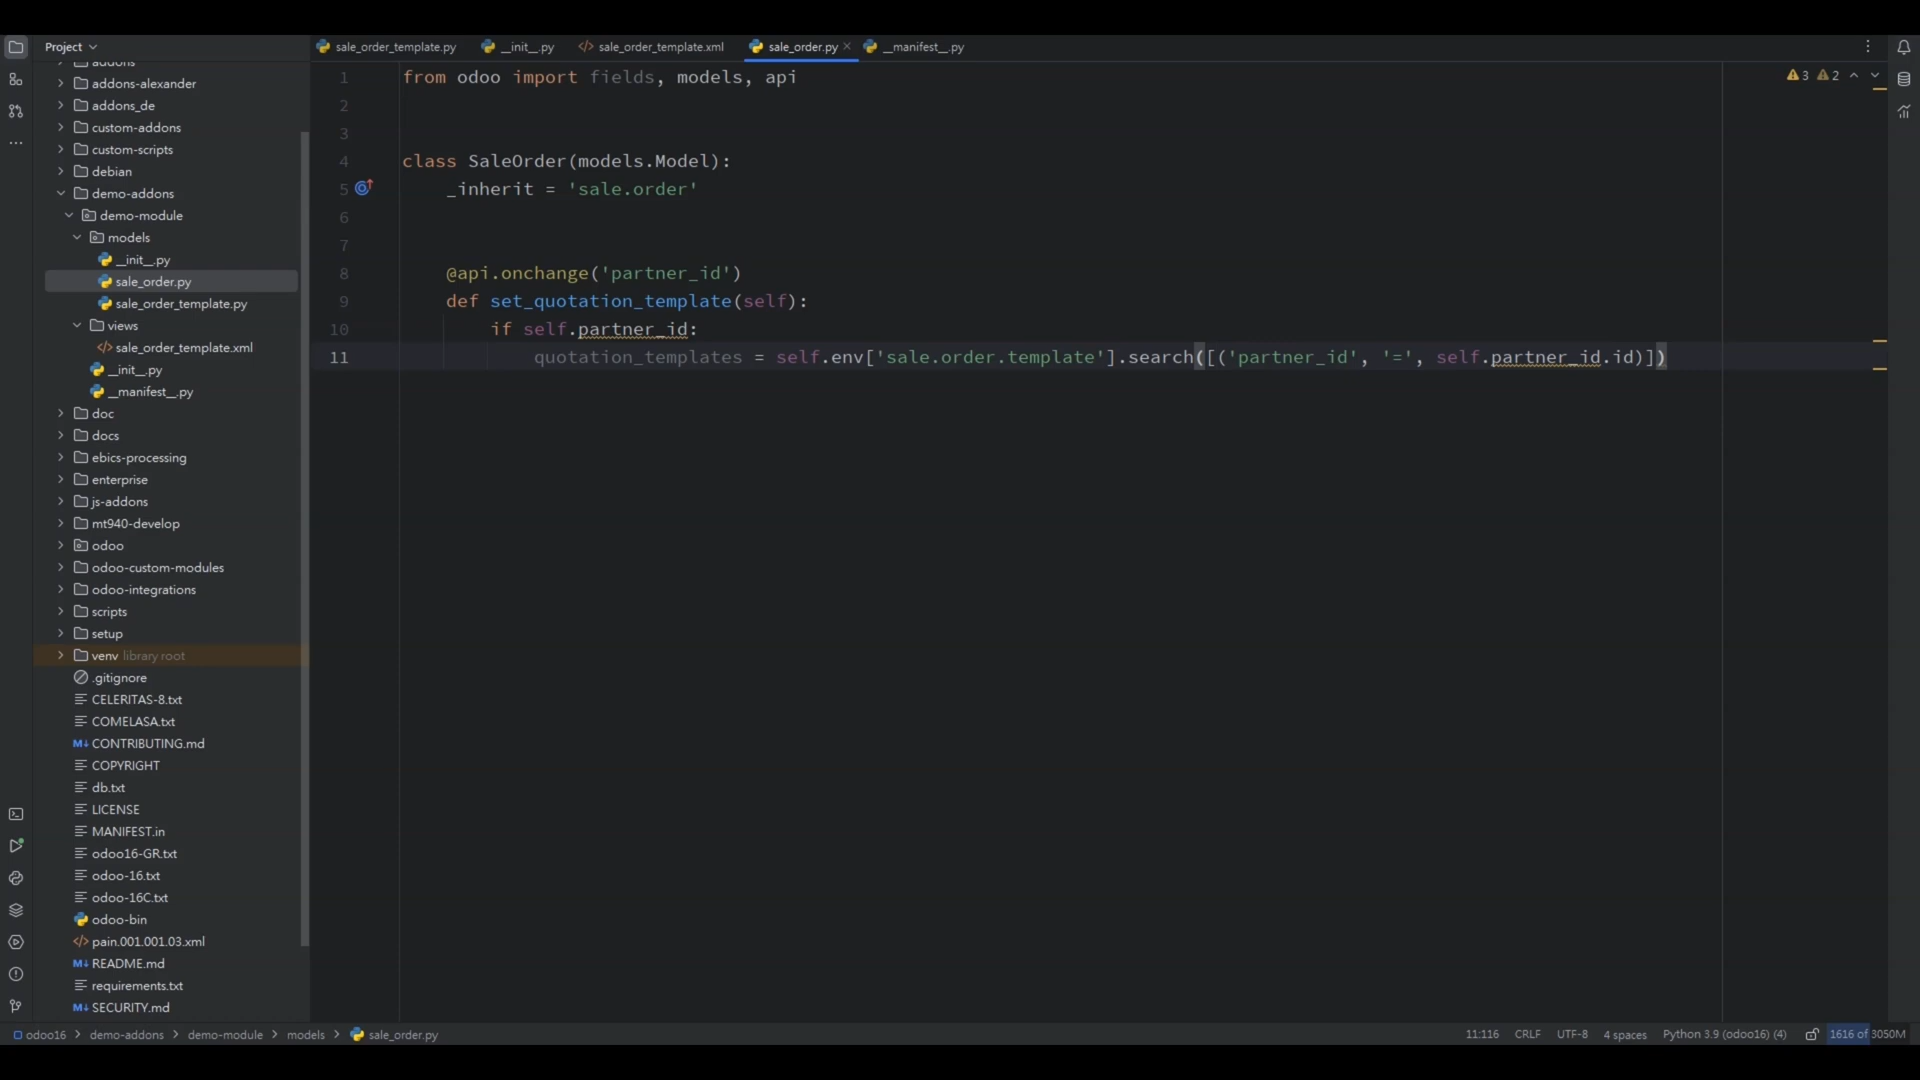 Project
sale_order_template.py
__init__.py
sale_order_template.xml
sale_order.py
__manifest__.py
addons
addons-alexander
addons_de
custom-addons
custom-scripts
debian
demo-addons
demo-module
models
__init__.py
sale_order.py
sale_order_template.py
views
sale_order_template.xml
__init__.py
__manifest__.py
doc
docs
ebics-processing
enterprise
js-addons
mt940-develop
odoo
odoo-custom-modules
odoo-integrations
scripts
setup
venv library root
.gitignore
CELERITAS-8.txt
COMELASA.txt
CONTRIBUTING.md
COPYRIGHT
db.txt
LICENSE
MANIFEST.in
odoo16-GR.txt
odoo-16.txt
odoo-16C.txt
odoo-bin
pain.001.001.03.xml
README.md
requirements.txt
SECURITY.md
1 from odoo import fields, models, api
2
3
4 class SaleOrder(models.Model):
5 _inherit = 'sale.order'
6
7
8 @api.onchange('partner_id')
9 def set_quotation_template(self):
10 if self.partner_id:
11 quotation_templates = self.env['sale.order.template'].search([('partner_id', '=', self.partner_id.id)])
3 2
odoo16 > demo-addons > demo-module > models > sale_order.py
11:116 CRLF UTF-8 4 spaces Python 3.9 (odoo16) (4) 1616 of 3050M